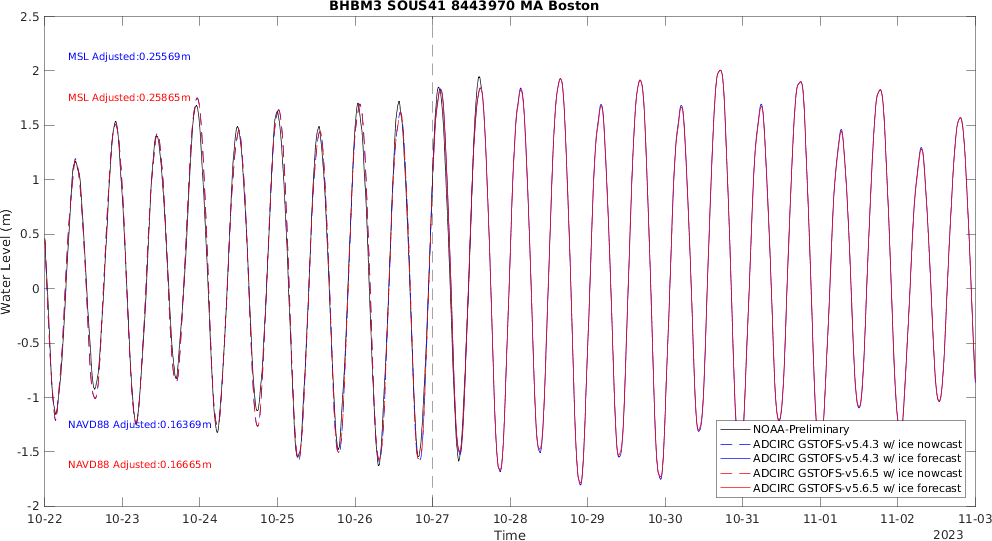 BHBM3 SOUS41 8443970 MA Boston
2.5
2
1.5
1
0.5
0
-0.5
-1
-1.5
-2
Water Level (m)
MSL Adjusted:0.25569m
MSL Adjusted:0.25865m
NAVD88 Adjusted:0.16369m
NAVD88 Adjusted:0.16665m
NOAA-Preliminary
ADCIRC GSTOFS-v5.4.3 w/ ice nowcast
ADCIRC GSTOFS-v5.4.3 w/ ice forecast
ADCIRC GSTOFS-v5.6.5 w/ ice nowcast
ADCIRC GSTOFS-v5.6.5 w/ ice forecast
10-22 10-23 10-24 10-25 10-26 10-27 10-28 10-29 10-30 10-31 11-01 11-02 11-03
Time
2023